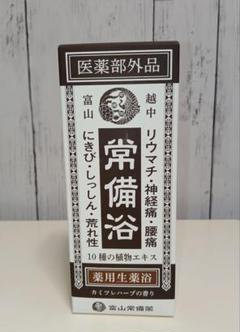 医薬部外品
越中
富山
リウマチ・神経痛・腰痛
常備浴
にきび・しっしん・荒れ性
10種の植物エキス
薬用生薬浴
カミツレハーブの香り
富山常備薬